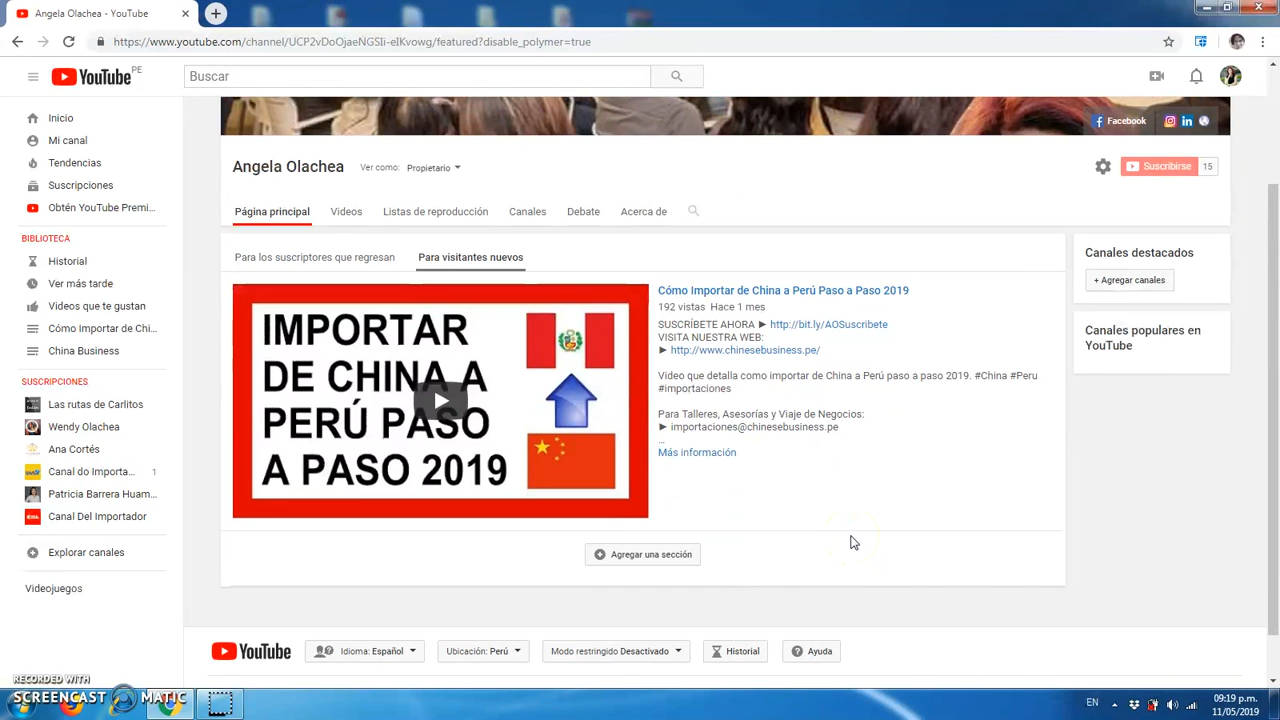 Angela Olachea - YouTube
https://www.youtube.com/channel/UCP2vDoOjaeNGSIi-eIKvowg/featured?disable_polymer=true
YouTube PE
Buscar
Inicio
Mi canal
Tendencias
Suscripciones
Obtén YouTube Premi...
BIBLIOTECA
Historial
Ver más tarde
Videos que te gustan
Cómo Importar de Chi...
China Business
SUSCRIPCIONES
Las rutas de Carlitos
Wendy Olachea
Ana Cortés
Canal do Importa... 1
Patricia Barrera Huam...
Canal Del Importador
Explorar canales
Videojuegos
Facebook
Angela Olachea Ver como: Propietario
Suscribirse 15
Página principal Videos Listas de reproducción Canales Debate Acerca de
Para los suscriptores que regresan Para visitantes nuevos
IMPORTAR
DE CHINA A
PERÚ PASO
A PASO 2019
Cómo Importar de China a Perú Paso a Paso 2019
192 vistas Hace 1 mes
SUSCRÍBETE AHORA ► http://bit.ly/AOSuscribete
VISITA NUESTRA WEB:
► http://www.chinesebusiness.pe/
Video que detalla como importar de China a Perú paso a paso 2019. #China #Peru
#importaciones
Para Talleres, Asesorías y Viaje de Negocios:
► importaciones@chinesebusiness.pe
...
Más información
Agregar una sección
Canales destacados
+ Agregar canales
Canales populares en
YouTube
YouTube Idioma: Español Ubicación: Perú Modo restringido Desactivado Historial Ayuda
RECORDED WITH
SCREENCAST MATIC
EN 09:19 p.m.
11/05/2019